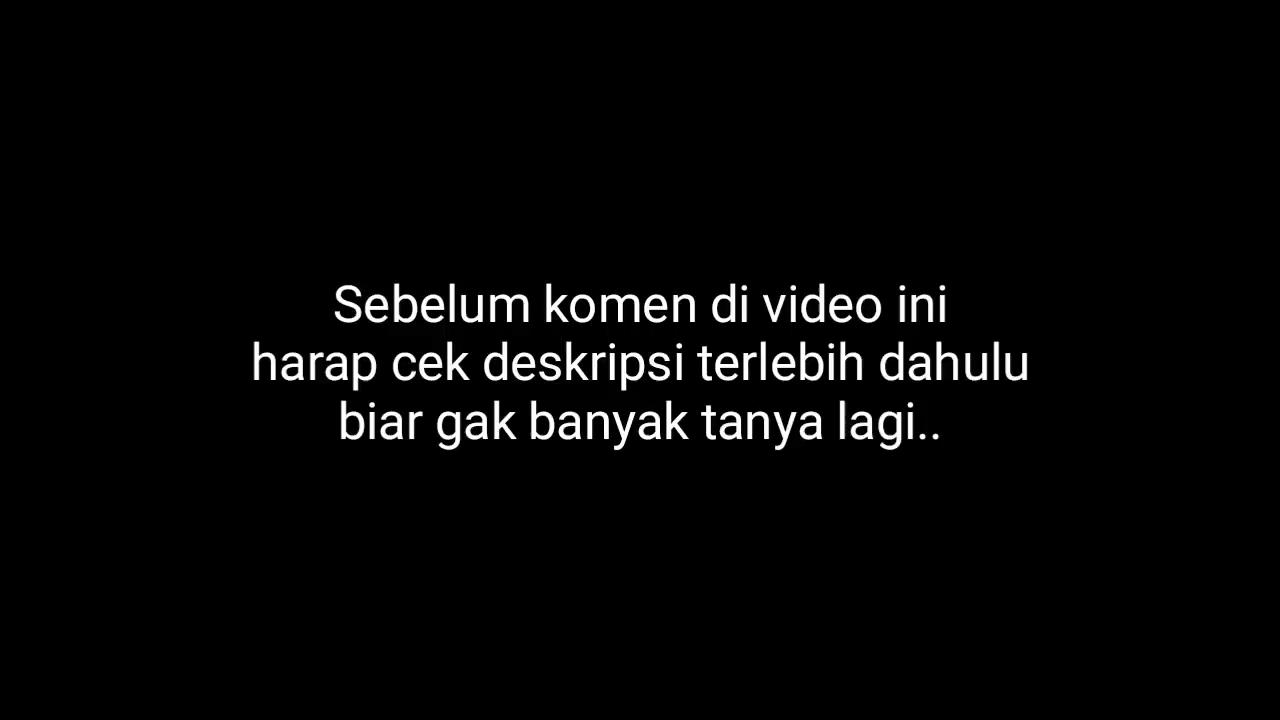 Sebelum komen di video ini
harap cek deskripsi terlebih dahulu
biar gak banyak tanya lagi..